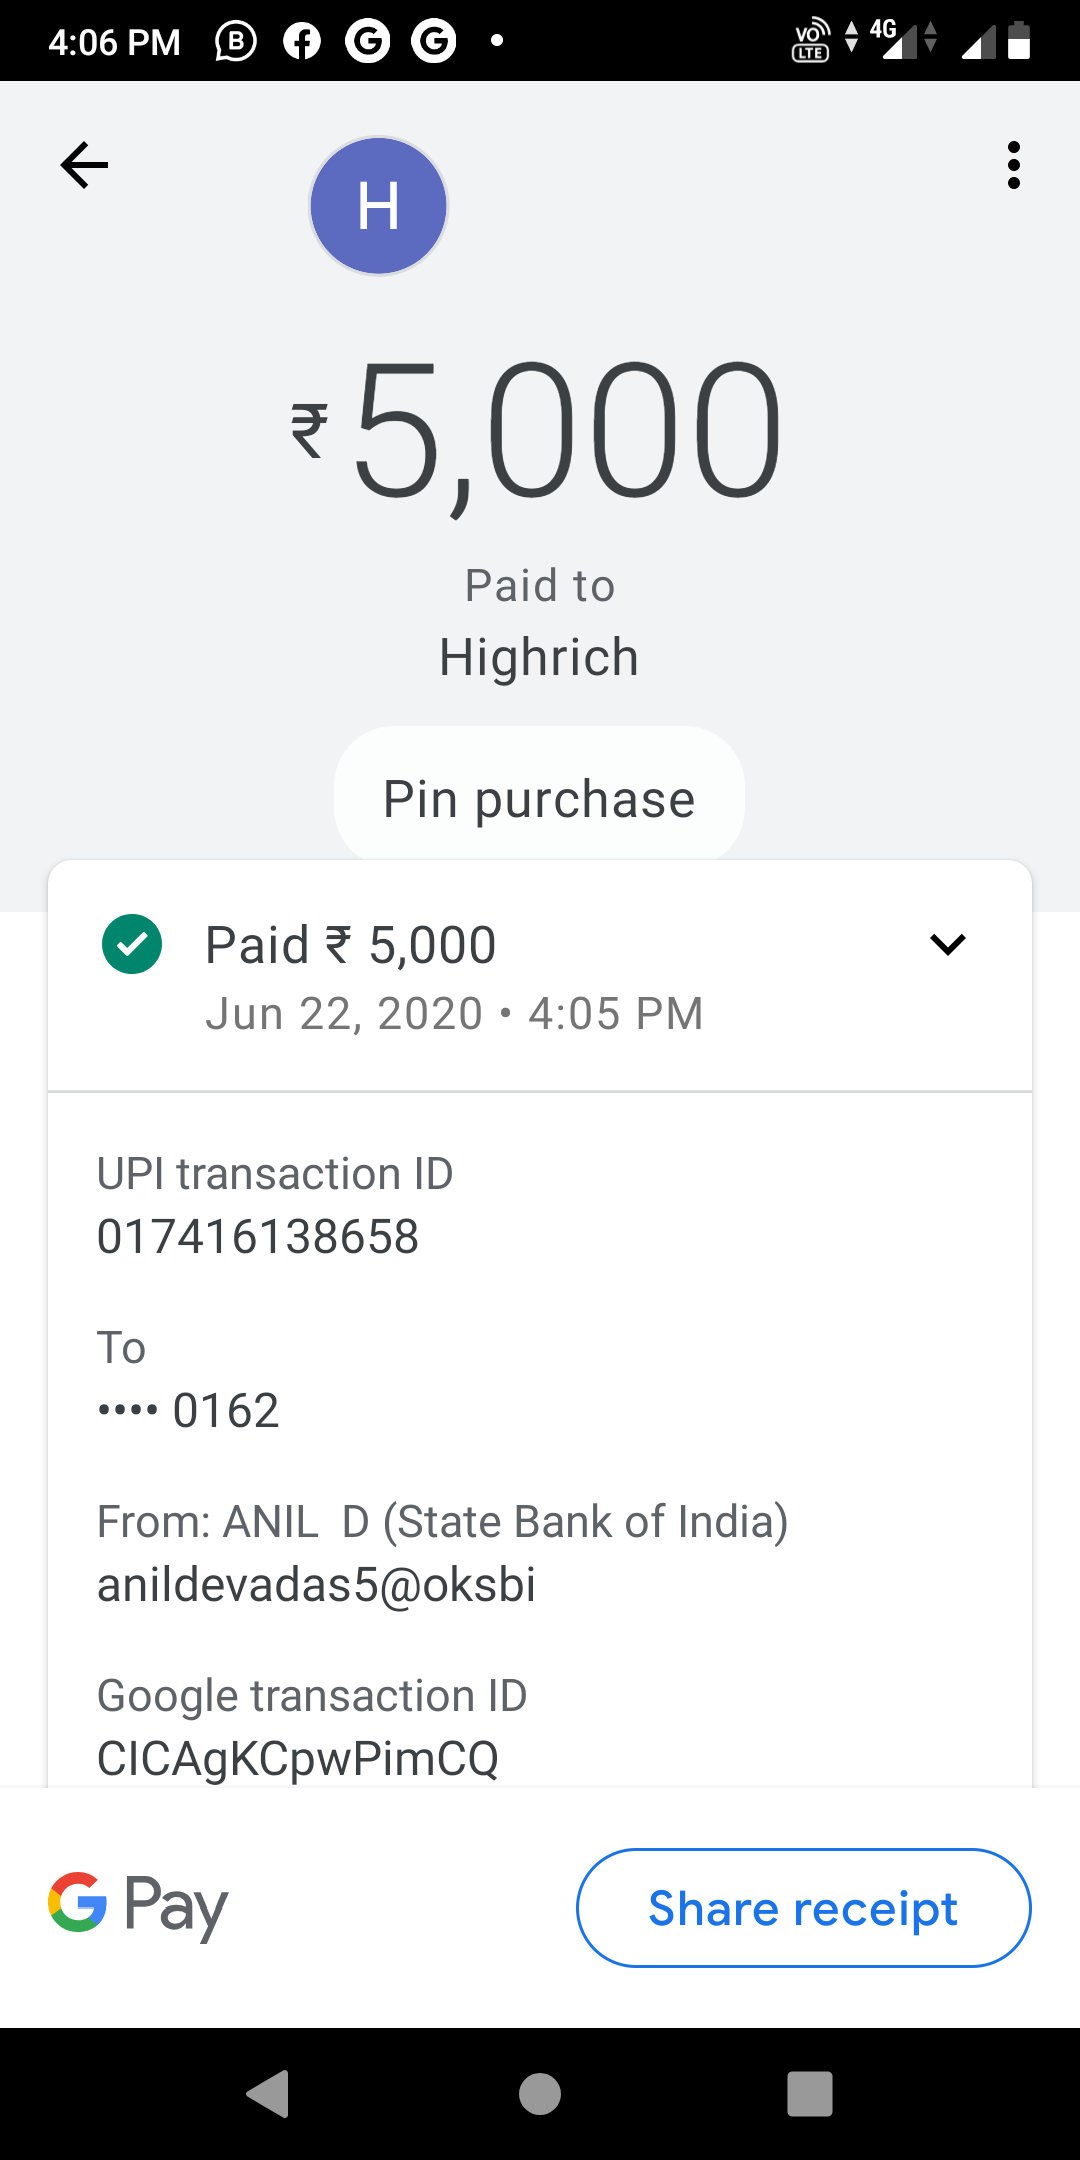 4:06 PM
VO LTE 4G
H
₹5,000
Paid to
Highrich
Pin purchase
Paid ₹ 5,000
Jun 22, 2020 • 4:05 PM
UPI transaction ID
017416138658
To
•••• 0162
From: ANIL  D (State Bank of India)
anildevadas5@oksbi
Google transaction ID
CICAgKCpwPimCQ
G Pay
Share receipt